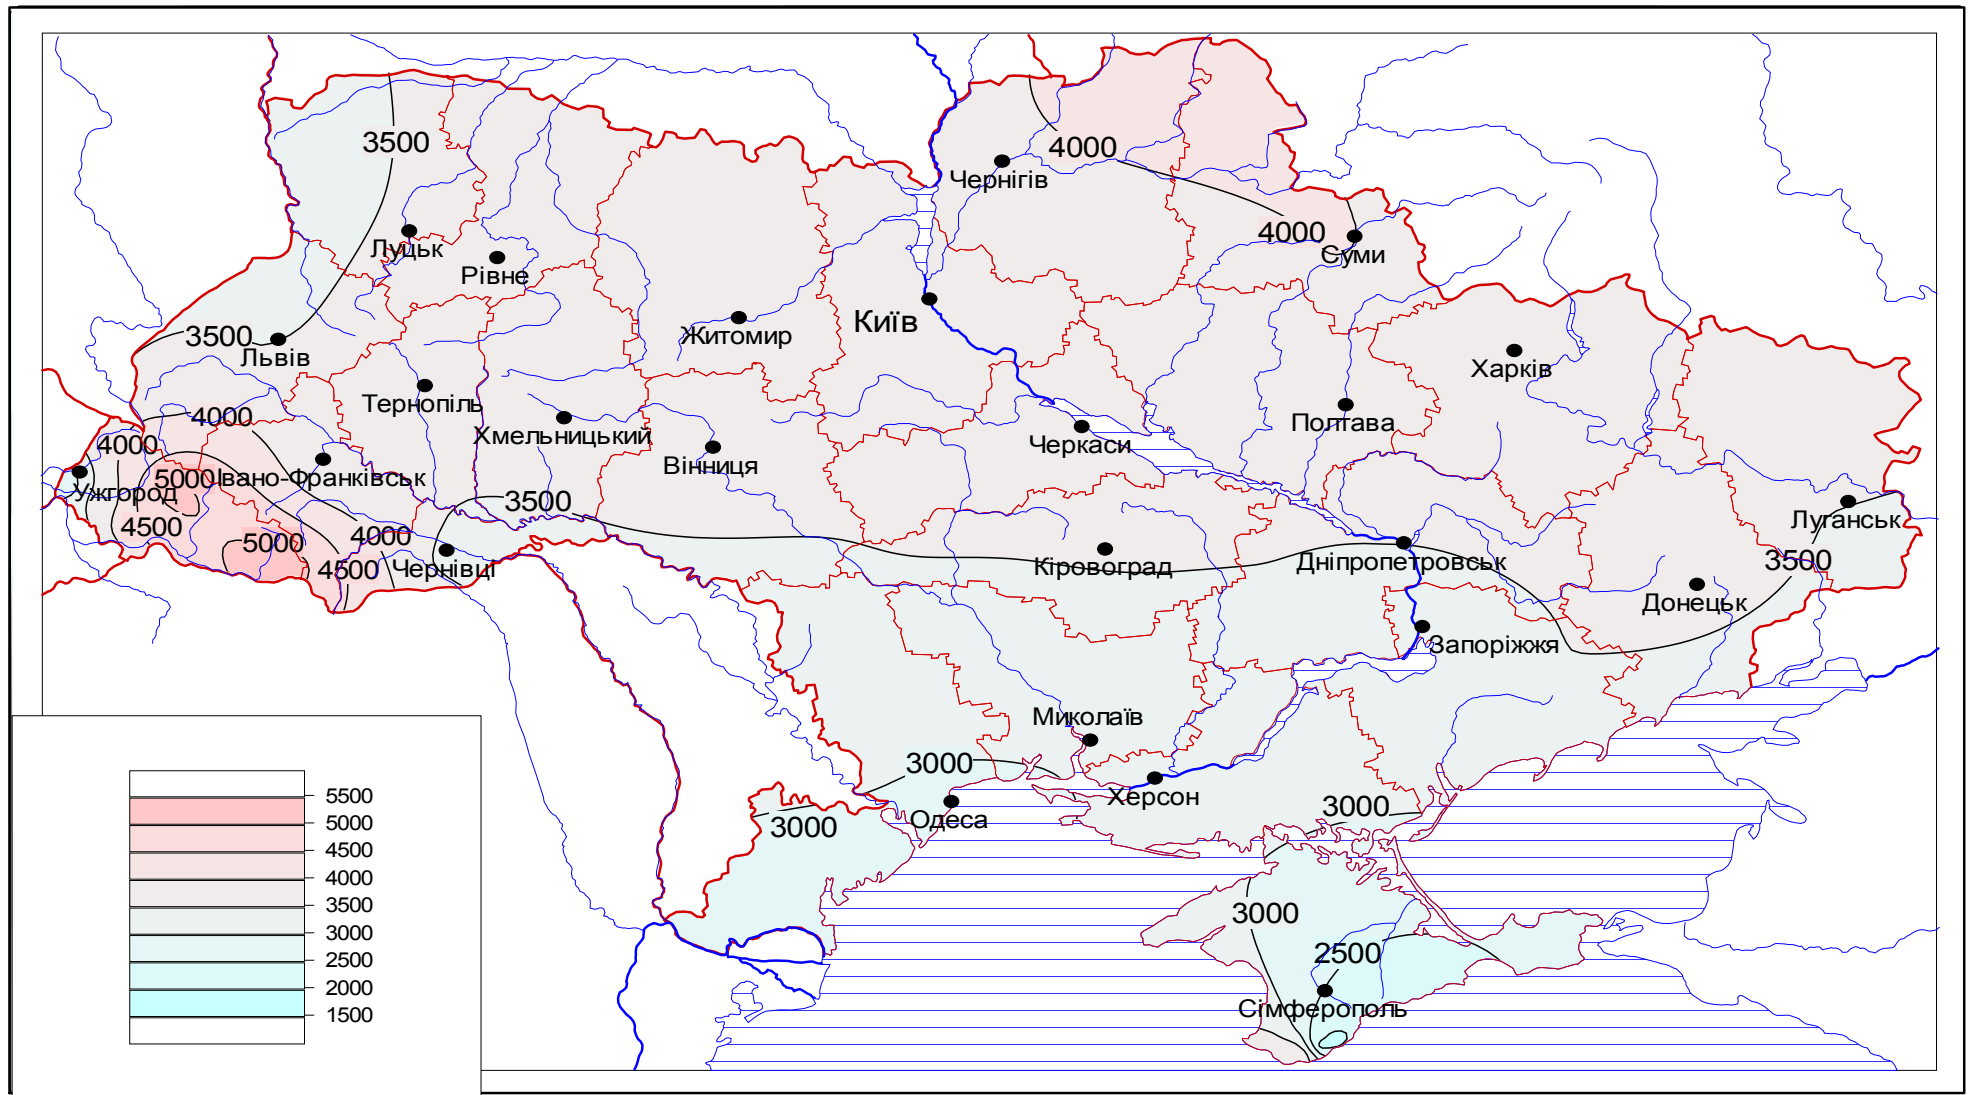 3500
4000
Чернігів
4000
Суми
Луцьк
Рівне
Київ
Житомир
3500
Львів
Харків
Тернопіль
4000
Полтава
Хмельницький
Черкаси
4000
Вінниця
5000
Івано-Франківськ
Ужгород
3500
4500
Луганськ
4000
5000
3500
4500
Чернівці
Кіровоград
Дніпропетровськ
Донецьк
Запоріжжя
Миколаїв
3000
Херсон
3000
Одеса
3000
3000
2500
Сімферополь
5500
5000
4500
4000
3500
3000
2500
2000
1500